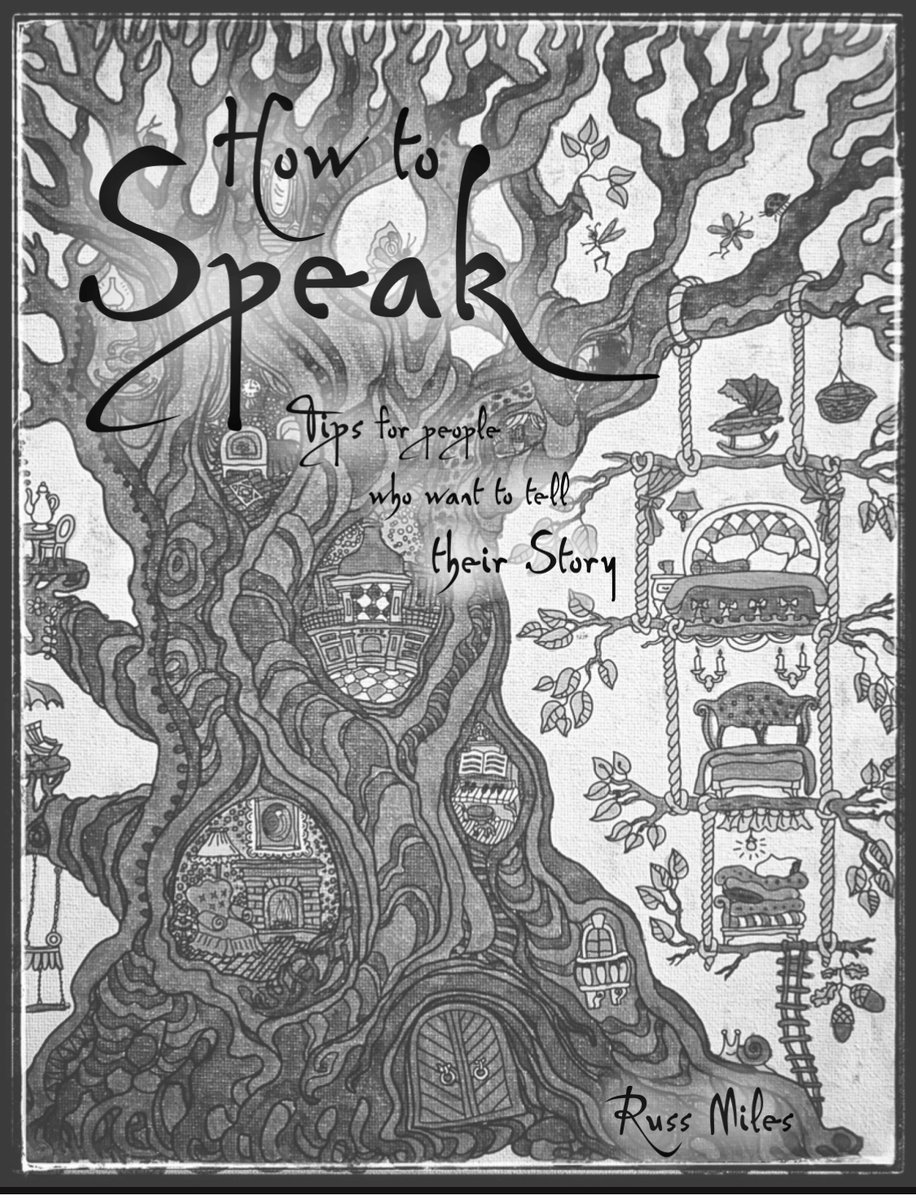 How to
Speak
Tips for people
who want to tell
their Story
Russ Miles